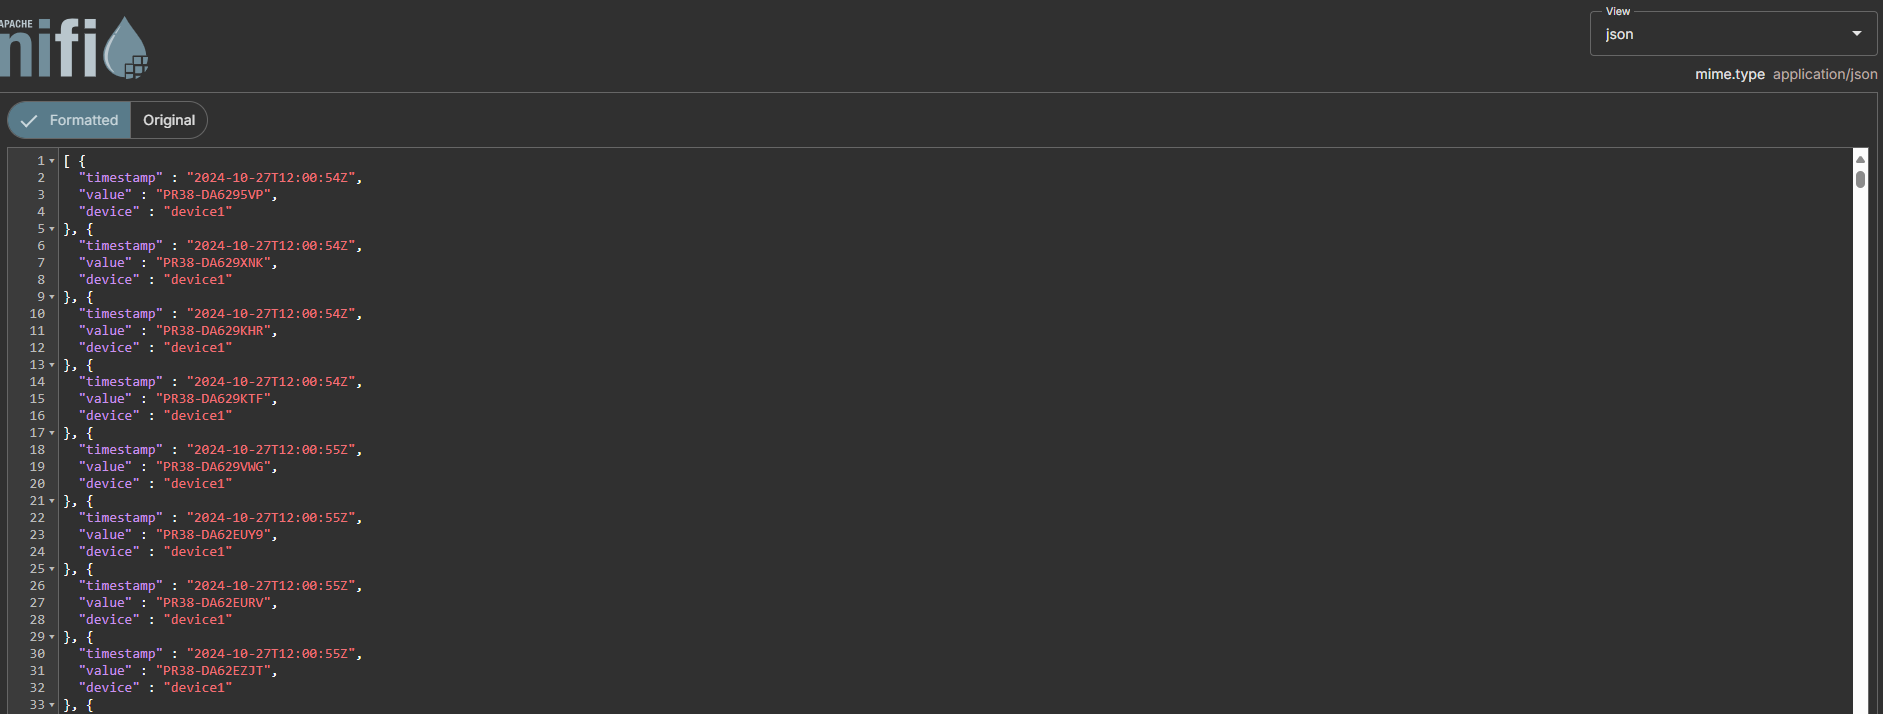 APACHE
nifi
View
json
mime.type application/json
Formatted
Original
1 [ {
2 "timestamp" : "2024-10-27T12:00:54Z",
3 "value" : "PR38-DA6295VP",
4 "device" : "device1"
5 }, {
6 "timestamp" : "2024-10-27T12:00:54Z",
7 "value" : "PR38-DA629XNK",
8 "device" : "device1"
9 }, {
10 "timestamp" : "2024-10-27T12:00:54Z",
11 "value" : "PR38-DA629KHR",
12 "device" : "device1"
13 }, {
14 "timestamp" : "2024-10-27T12:00:54Z",
15 "value" : "PR38-DA629KTF",
16 "device" : "device1"
17 }, {
18 "timestamp" : "2024-10-27T12:00:55Z",
19 "value" : "PR38-DA629VWG",
20 "device" : "device1"
21 }, {
22 "timestamp" : "2024-10-27T12:00:55Z",
23 "value" : "PR38-DA62EUY9",
24 "device" : "device1"
25 }, {
26 "timestamp" : "2024-10-27T12:00:55Z",
27 "value" : "PR38-DA62EURV",
28 "device" : "device1"
29 }, {
30 "timestamp" : "2024-10-27T12:00:55Z",
31 "value" : "PR38-DA62EZJT",
32 "device" : "device1"
33 }, {